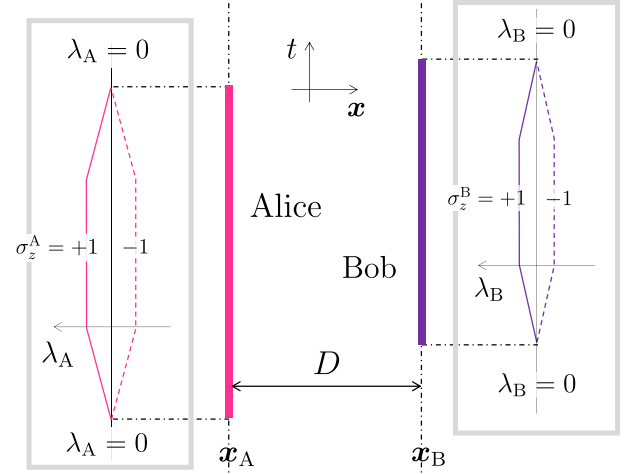 λ_A = 0
σ_z^A = +1
−1
λ_A
λ_A = 0
t
x
Alice
Bob
D
x_A
x_B
λ_B = 0
σ_z^B = +1
−1
λ_B
λ_B = 0